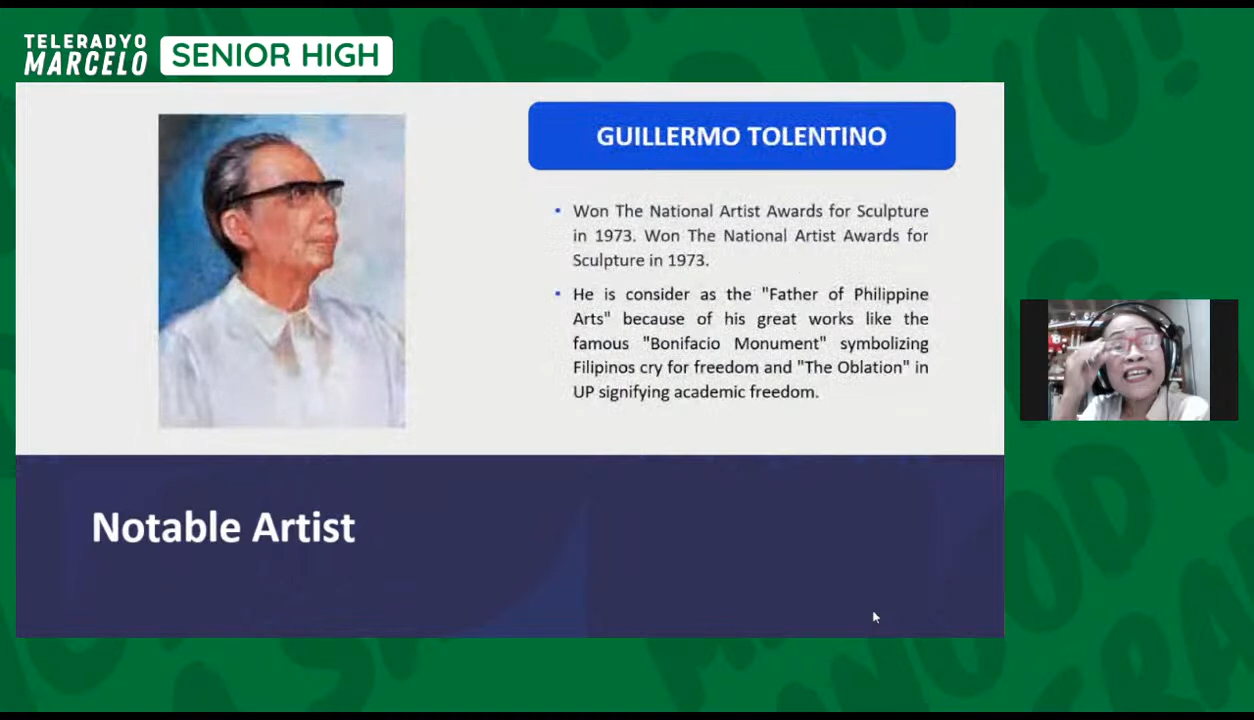 TELERADYO
MARCELO
SENIOR HIGH
GUILLERMO TOLENTINO
• Won The National Artist Awards for Sculpture
in 1973. Won The National Artist Awards for
Sculpture in 1973.
• He is consider as the "Father of Philippine
Arts" because of his great works like the
famous "Bonifacio Monument" symbolizing
Filipinos cry for freedom and "The Oblation" in
UP signifying academic freedom.
Notable Artist